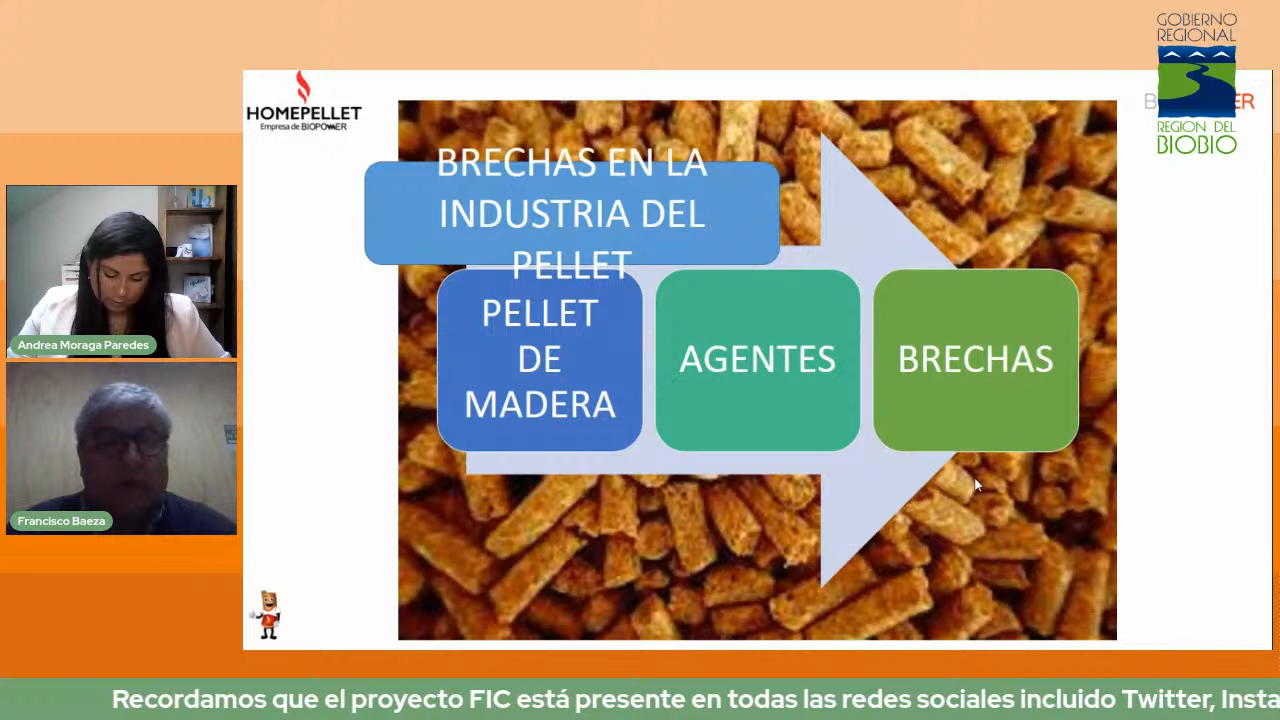 GOBIERNO
REGIONAL
REGION DEL
BIOBIO
HOMEPELLET
Empresa de BIOPOWER
BRECHAS EN LA
INDUSTRIA DEL
PELLET
PELLET
DE
MADERA
AGENTES
BRECHAS
Andrea Moraga Paredes
Francisco Baeza
Recordamos que el proyecto FIC está presente en todas las redes sociales incluido Twitter, Insta